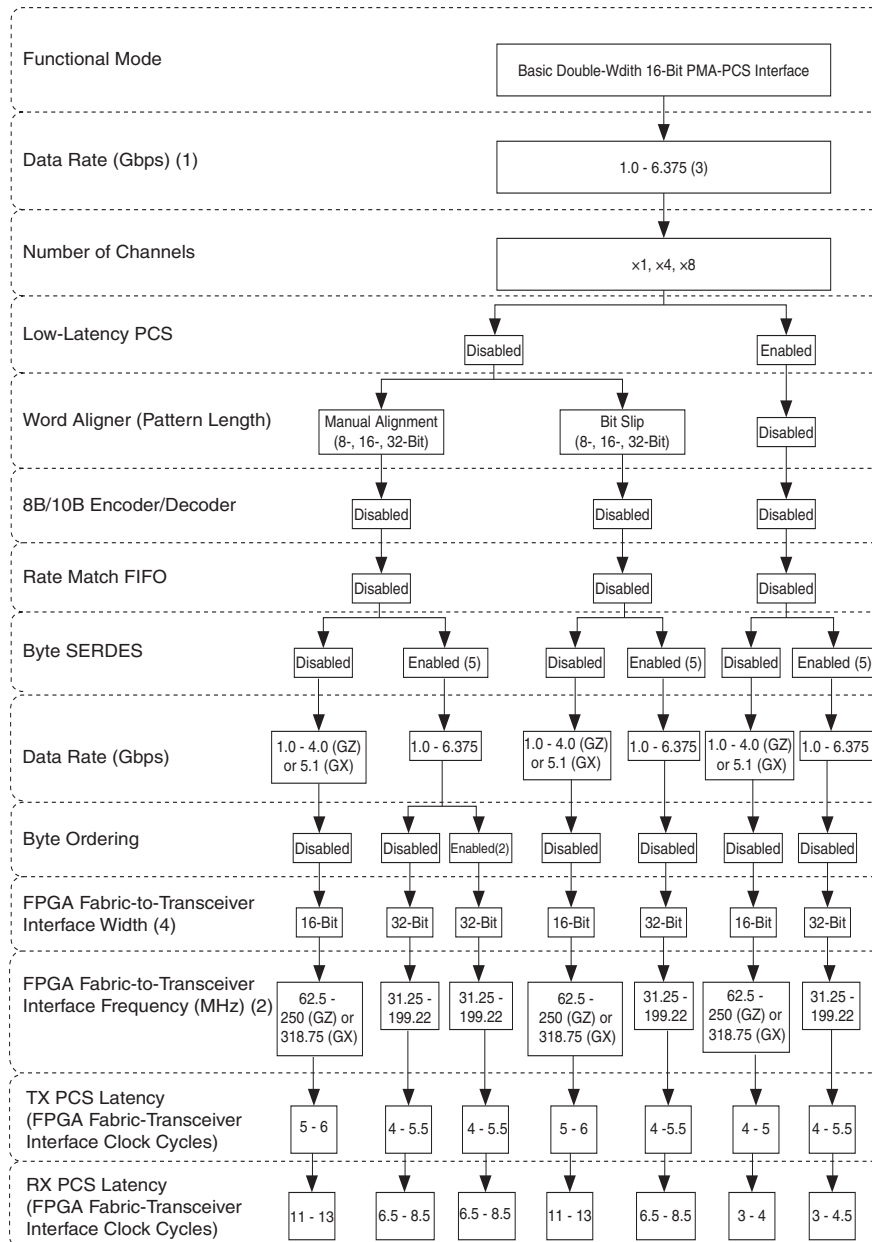 Functional Mode
Basic Double-Wdith 16-Bit PMA-PCS Interface
Data Rate (Gbps) (1)
1.0 - 6.375 (3)
Number of Channels
×1, ×4, ×8
Low-Latency PCS
Disabled
Enabled
Word Aligner (Pattern Length)
Manual Alignment
(8-, 16-, 32-Bit)
Bit Slip
(8-, 16-, 32-Bit)
Disabled
8B/10B Encoder/Decoder
Disabled
Disabled
Disabled
Rate Match FIFO
Disabled
Disabled
Disabled
Byte SERDES
Disabled
Enabled (5)
Disabled
Enabled (5)
Disabled
Enabled (5)
Data Rate (Gbps)
1.0 - 4.0 (GZ)
or 5.1 (GX)
1.0 - 6.375
1.0 - 4.0 (GZ)
or 5.1 (GX)
1.0 - 6.375
1.0 - 4.0 (GZ)
or 5.1 (GX)
1.0 - 6.375
Byte Ordering
Disabled
Disabled
Enabled(2)
Disabled
Disabled
Disabled
Disabled
FPGA Fabric-to-Transceiver
Interface Width (4)
16-Bit
32-Bit
32-Bit
16-Bit
32-Bit
16-Bit
32-Bit
FPGA Fabric-to-Transceiver
Interface Frequency (MHz) (2)
62.5 -
250 (GZ) or
318.75 (GX)
31.25 -
199.22
31.25 -
199.22
62.5 -
250 (GZ) or
318.75 (GX)
31.25 -
199.22
62.5 -
250 (GZ) or
318.75 (GX)
31.25 -
199.22
TX PCS Latency
(FPGA Fabric-Transceiver
Interface Clock Cycles)
5 - 6
4 - 5.5
4 - 5.5
5 - 6
4 -5.5
4 - 5
4 - 5.5
RX PCS Latency
(FPGA Fabric-Transceiver
Interface Clock Cycles)
11 - 13
6.5 - 8.5
6.5 - 8.5
11 - 13
6.5 - 8.5
3 - 4
3 - 4.5